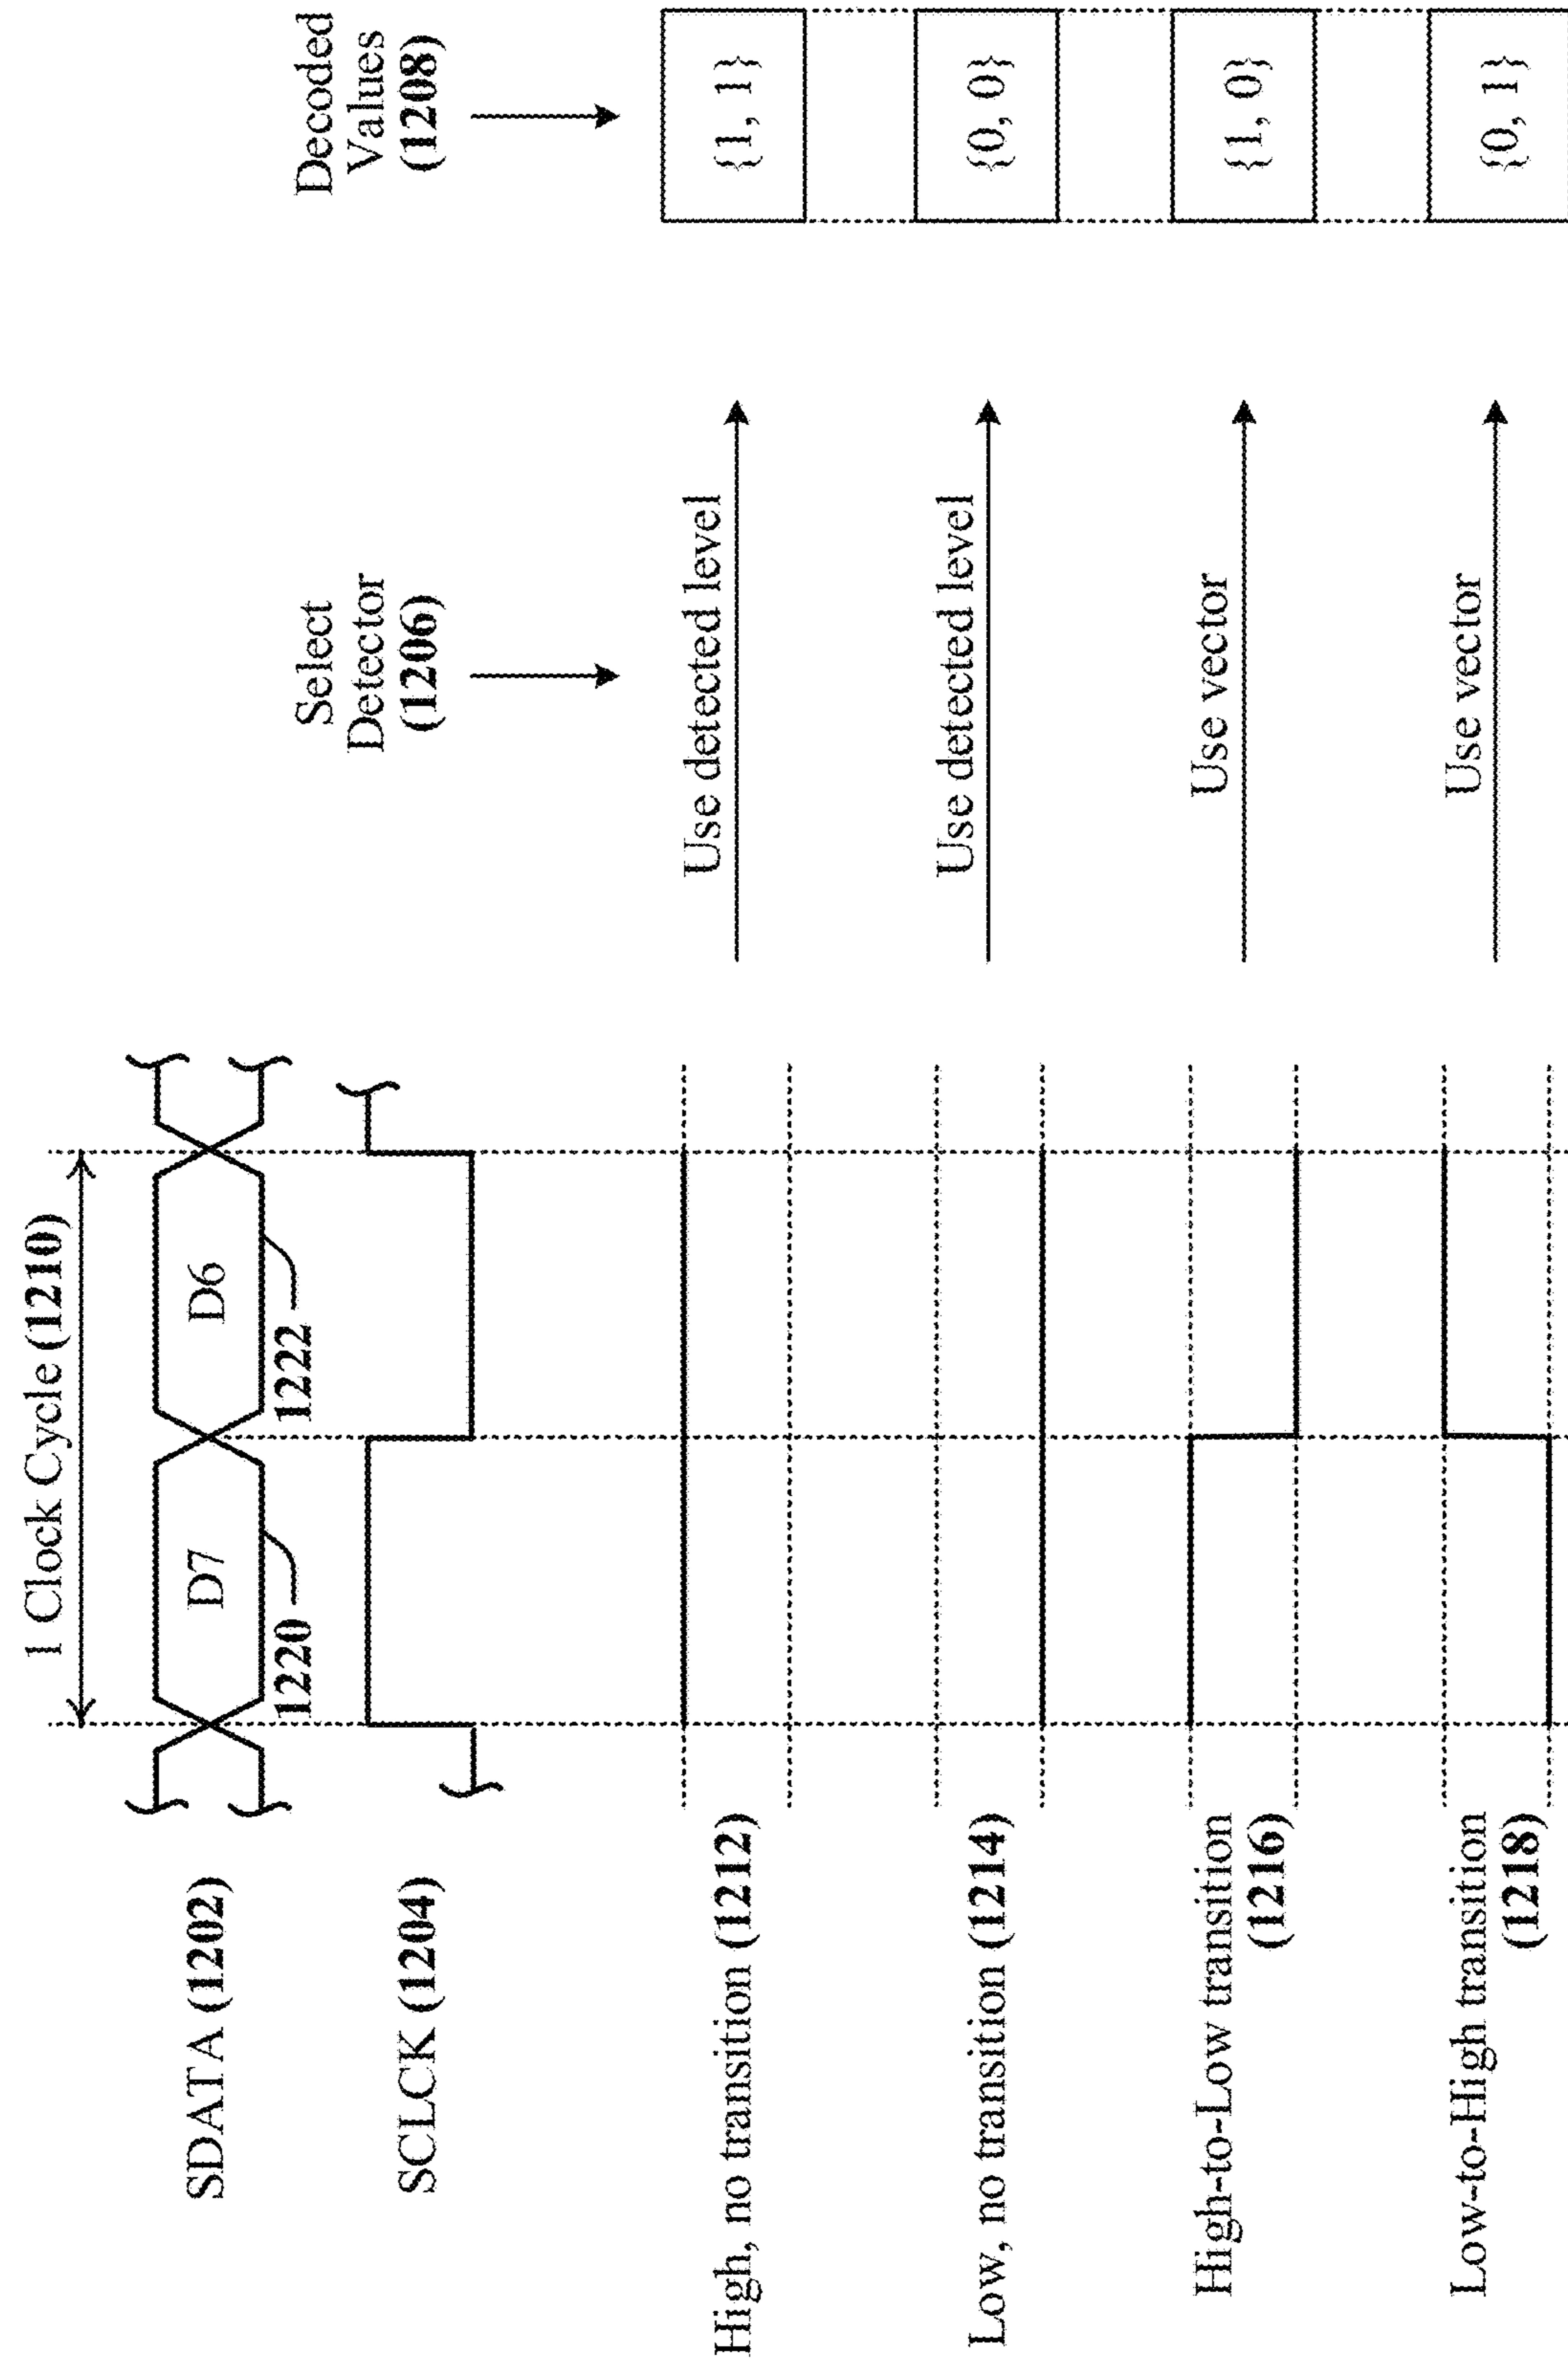 1 Clock Cycle (1210)
SDATA (1202)
D7
D6
1220
1222
SCLCK (1204)
Select
Detector
(1206)
Decoded
Values
(1208)
High, no transition (1212)
Use detected level
{1, 1}
Low, no transition (1214)
Use detected level
{0, 0}
High-to-Low transition
(1216)
Use vector
{1, 0}
Low-to-High transition
(1218)
Use vector
{0, 1}